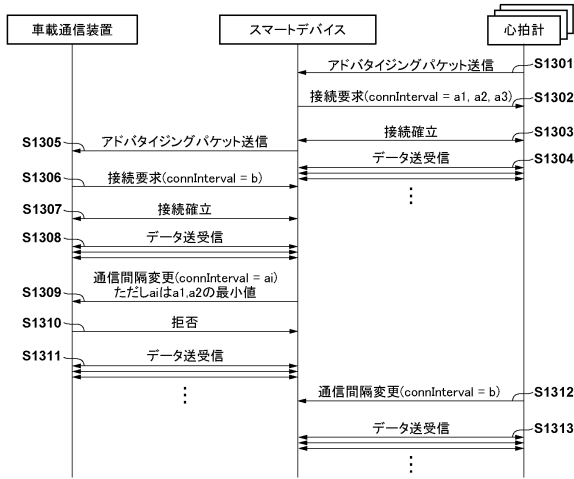 車載通信装置
スマートデバイス
心拍計
アドバタイジングパケット送信
S1301
接続要求(connInterval = a1, a2, a3)
S1302
接続確立
S1303
データ送受信
S1304
S1305
アドバタイジングパケット送信
S1306
接続要求(connInterval = b)
S1307
接続確立
S1308
データ送受信
S1309
通信間隔変更(connInterval = ai)
ただしaiはa1,a2の最小値
S1310
拒否
S1311
データ送受信
通信間隔変更(connInterval = b)
S1312
データ送受信
S1313